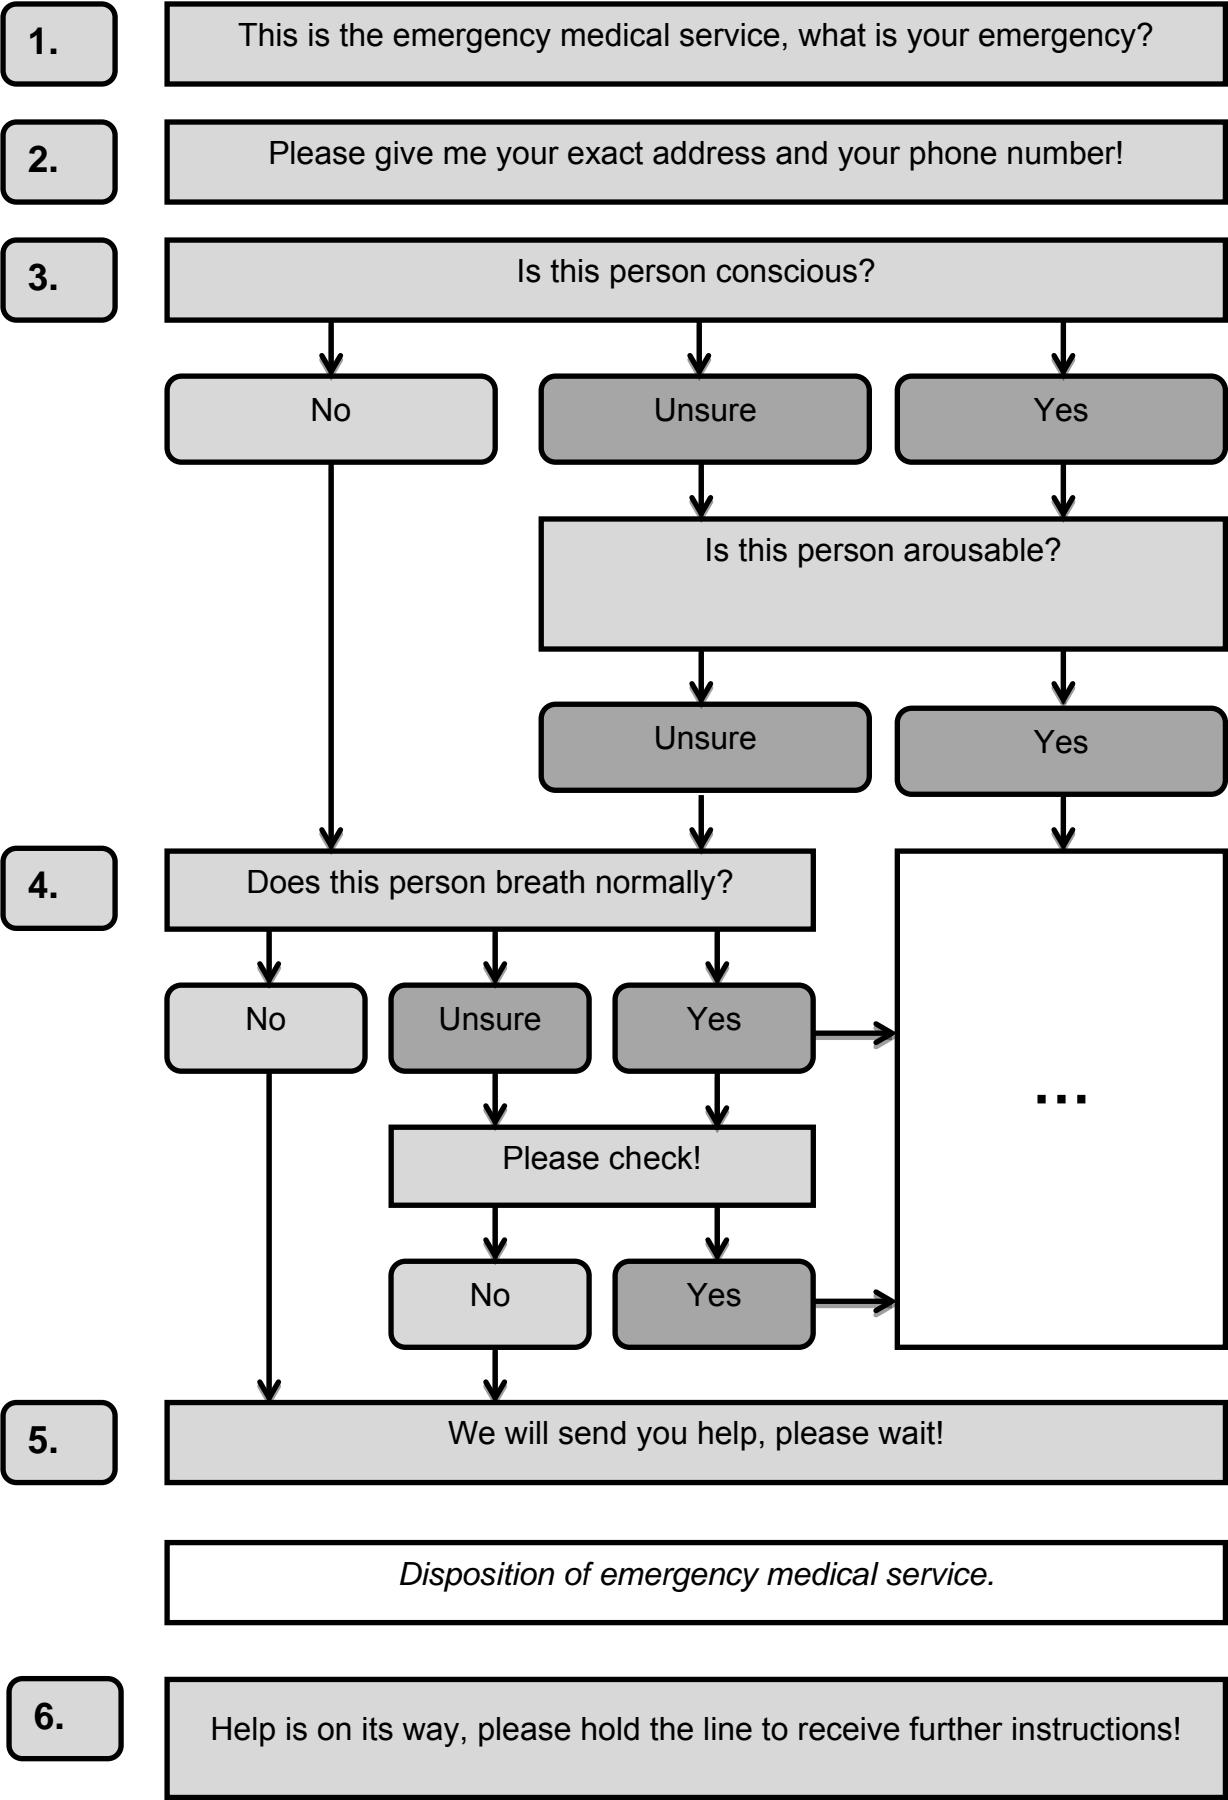 1.
This is the emergency medical service, what is your emergency?
2.
Please give me your exact address and your phone number!
3.
Is this person conscious?
No
Unsure
Yes
Is this person arousable?
Unsure
Yes
4.
Does this person breath normally?
No
Unsure
Yes
...
Please check!
No
Yes
5.
We will send you help, please wait!
Disposition of emergency medical service.
6.
Help is on its way, please hold the line to receive further instructions!